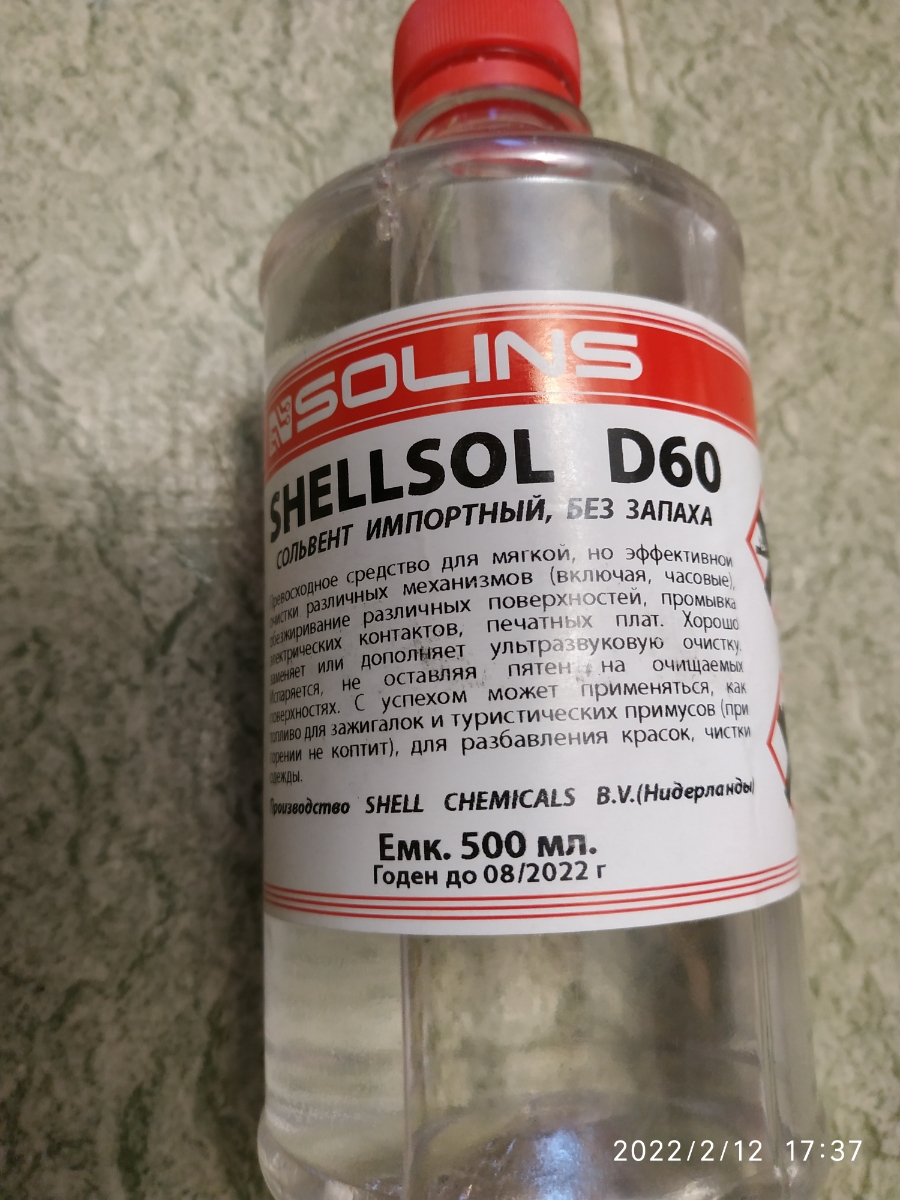 SOLINS
SHELLSOL D60
СОЛЬВЕНТ ИМПОРТНЫЙ, БЕЗ ЗАПАХА
Превосходное средство для мягкой, но эффективной
очистки различных механизмов (включая, часовые),
обезжиривание различных поверхностей, промывка
электрических контактов, печатных плат. Хорошо
заменяет или дополняет ультразвуковую очистку.
Испаряется, не оставляя пятен на очищаемых
поверхностях. С успехом может применяться, как
топливо для зажигалок и туристических примусов (при
горении не коптит), для разбавления красок, чистки
одежды.
Производство SHELL CHEMICALS B.V.(Нидерланды)
Емк. 500 мл.
Годен до 08/2022 г
2022/2/12 17:37